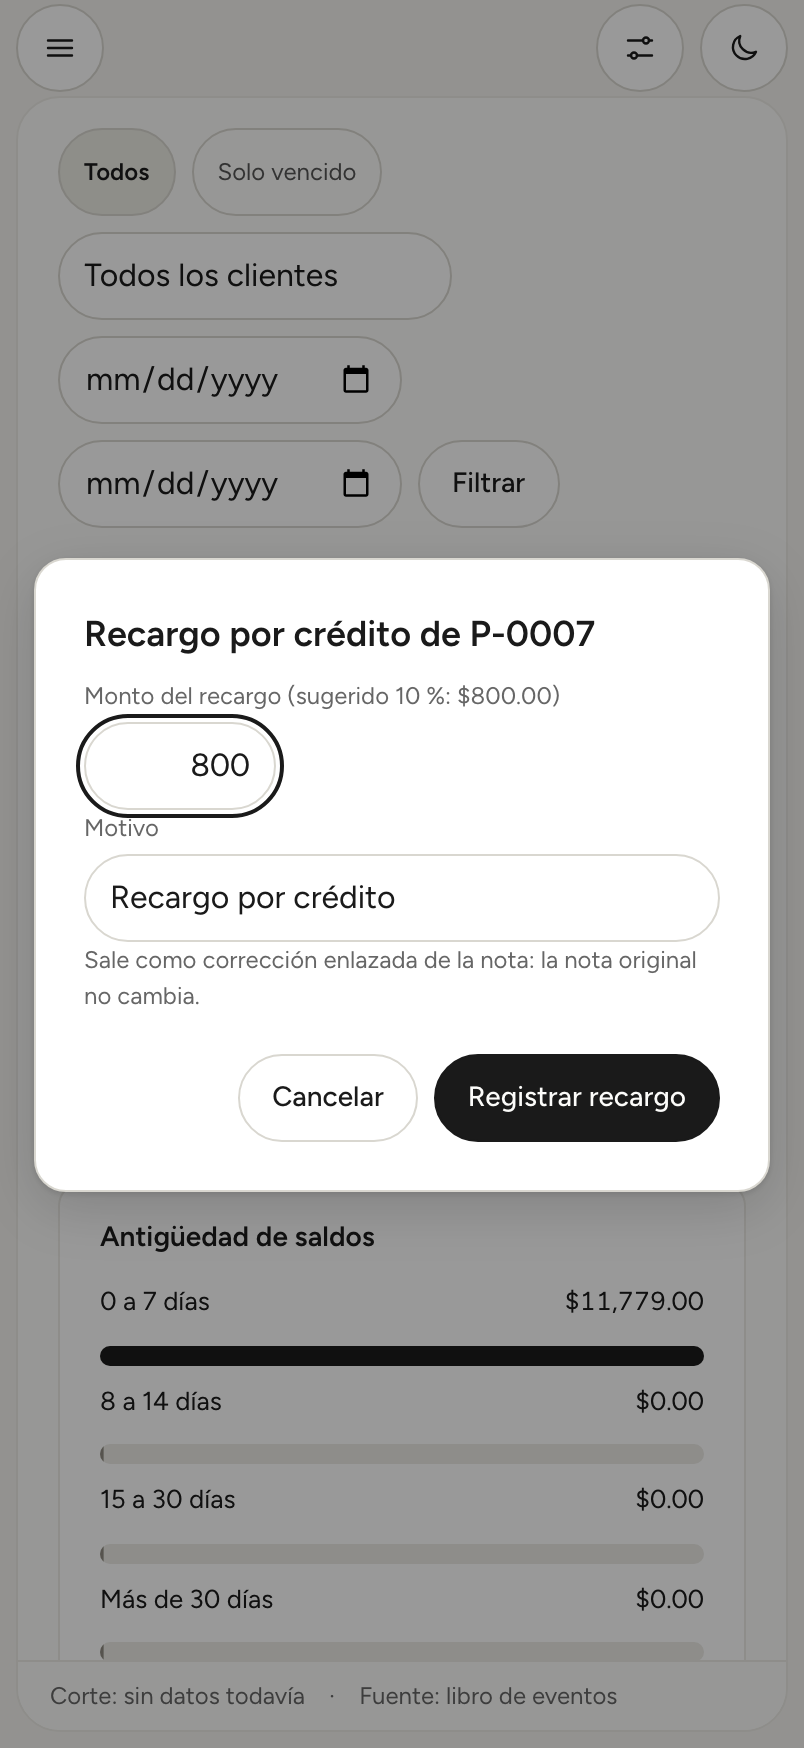 Todos
Solo vencido
Todos los clientes
mm/dd/yyyy
mm/dd/yyyy
Filtrar
Recargo por crédito de P-0007
Monto del recargo (sugerido 10 %: $800.00)
800
Motivo
Recargo por crédito
Sale como corrección enlazada de la nota: la nota original
no cambia.
Cancelar
Registrar recargo
Antigüedad de saldos
0 a 7 días $11,779.00
8 a 14 días $0.00
15 a 30 días $0.00
Más de 30 días $0.00
Corte: sin datos todavía · Fuente: libro de eventos